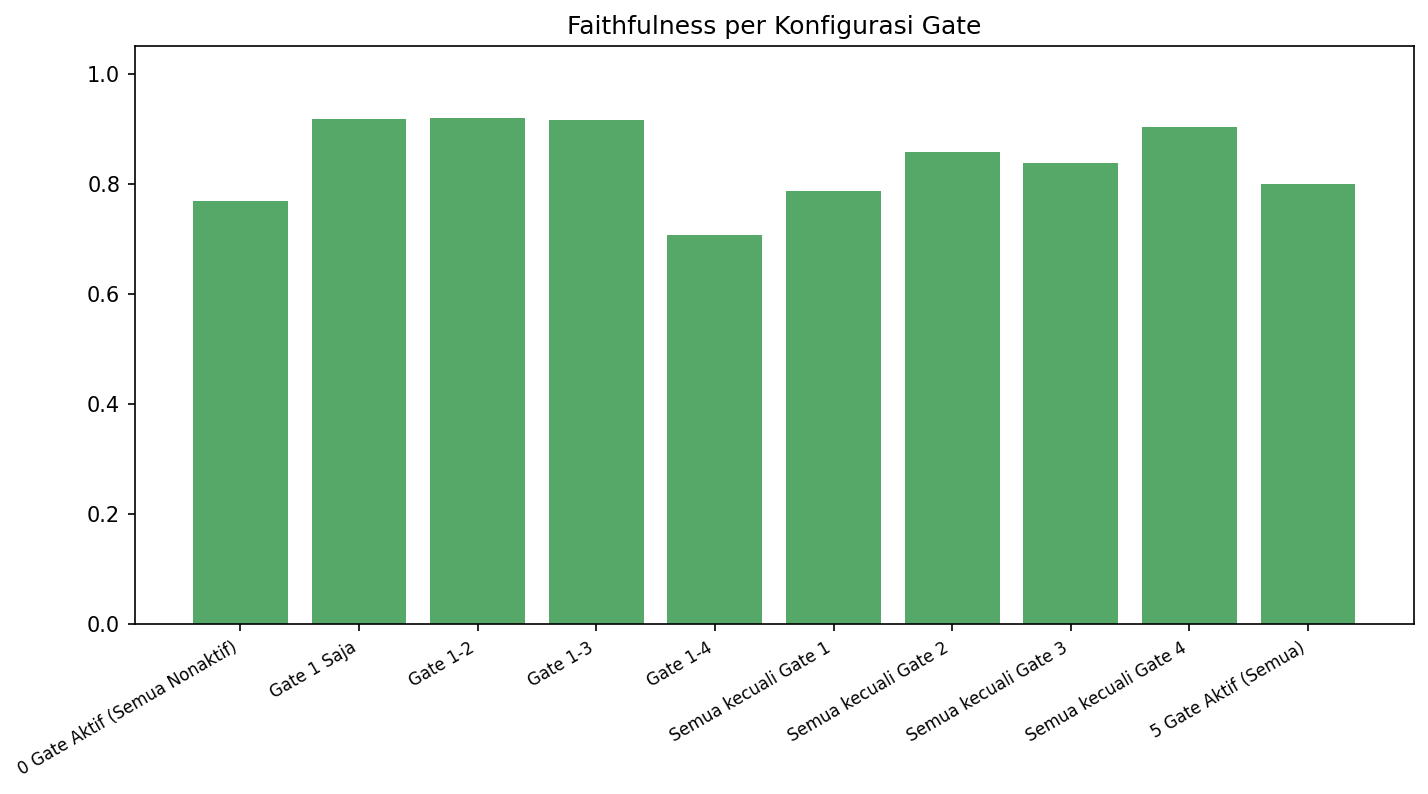 Faithfulness per Konfigurasi Gate
1.0
0.8
0.6
0.4
0.2
0.0
0 Gate Aktif (Semua Nonaktif)
Gate 1 Saja
Gate 1-2
Gate 1-3
Gate 1-4
Semua kecuali Gate 1
Semua kecuali Gate 2
Semua kecuali Gate 3
Semua kecuali Gate 4
5 Gate Aktif (Semua)